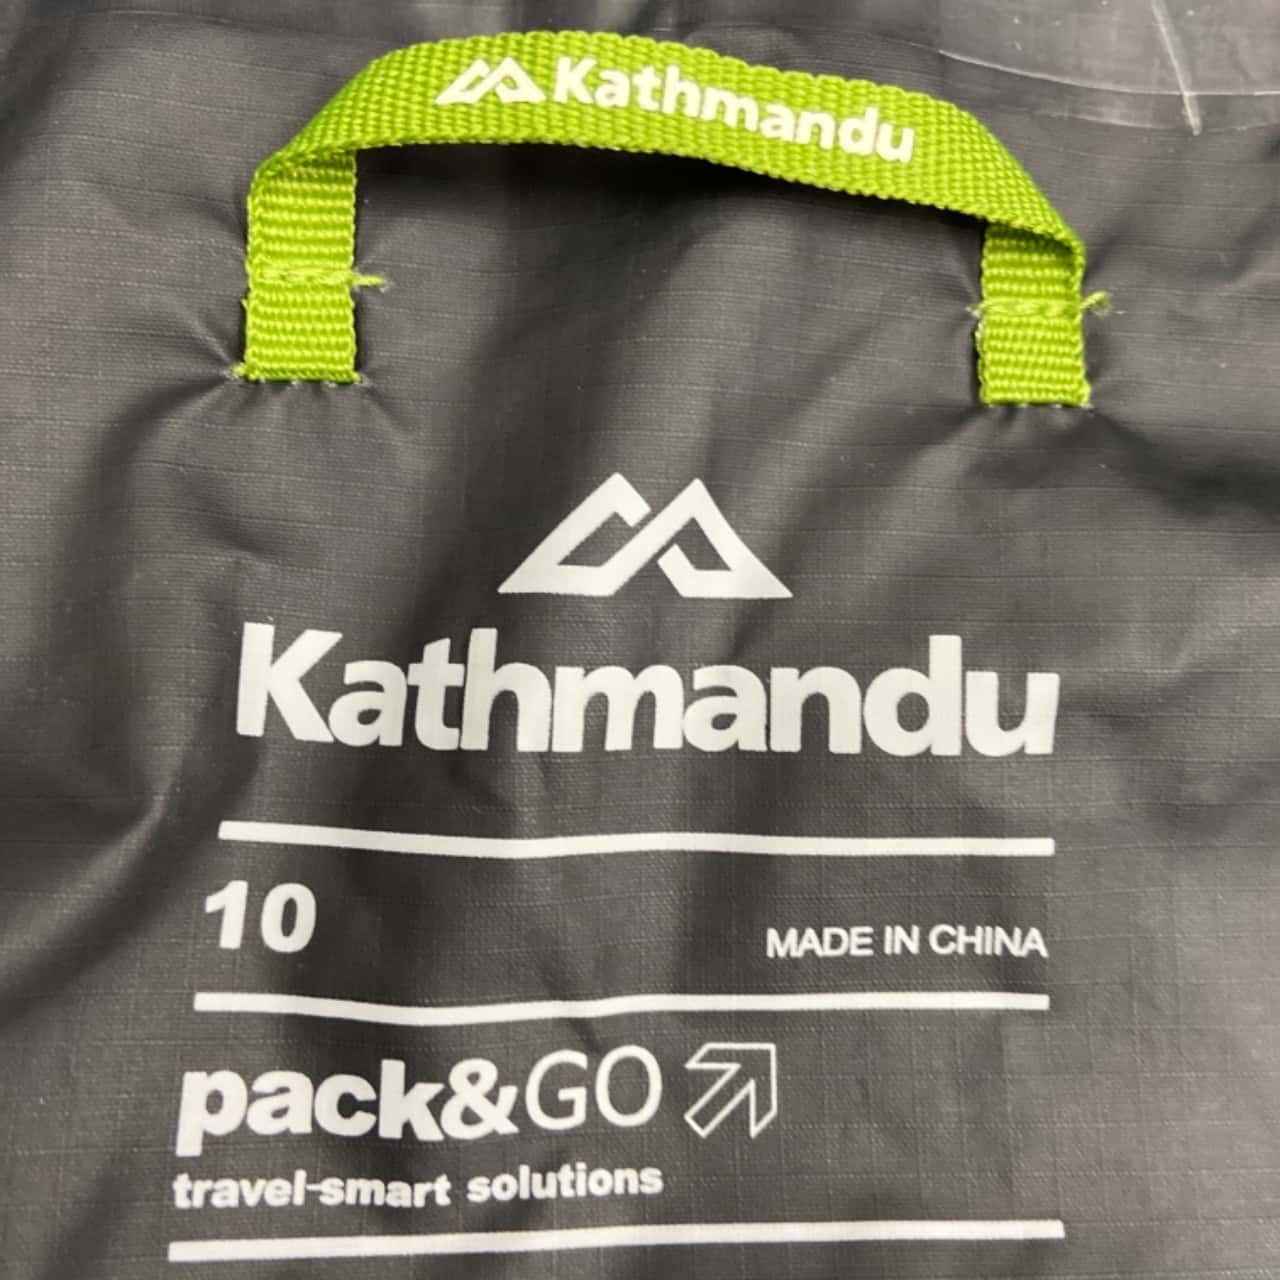 Kathmandu
Kathmandu
10
MADE IN CHINA
pack&GO
travel-smart solutions